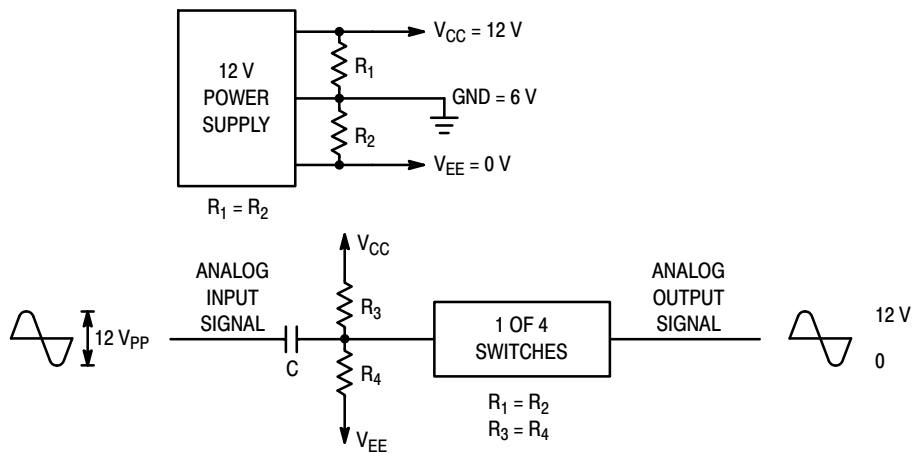 V_CC = 12 V
12 V
POWER
SUPPLY
R_1
GND = 6 V
R_2
V_EE = 0 V
R_1 = R_2
V_CC
ANALOG
INPUT
SIGNAL
ANALOG
OUTPUT
SIGNAL
R_3
12 V_PP
1 OF 4
SWITCHES
12 V
0
C
R_4
R_1 = R_2
R_3 = R_4
V_EE